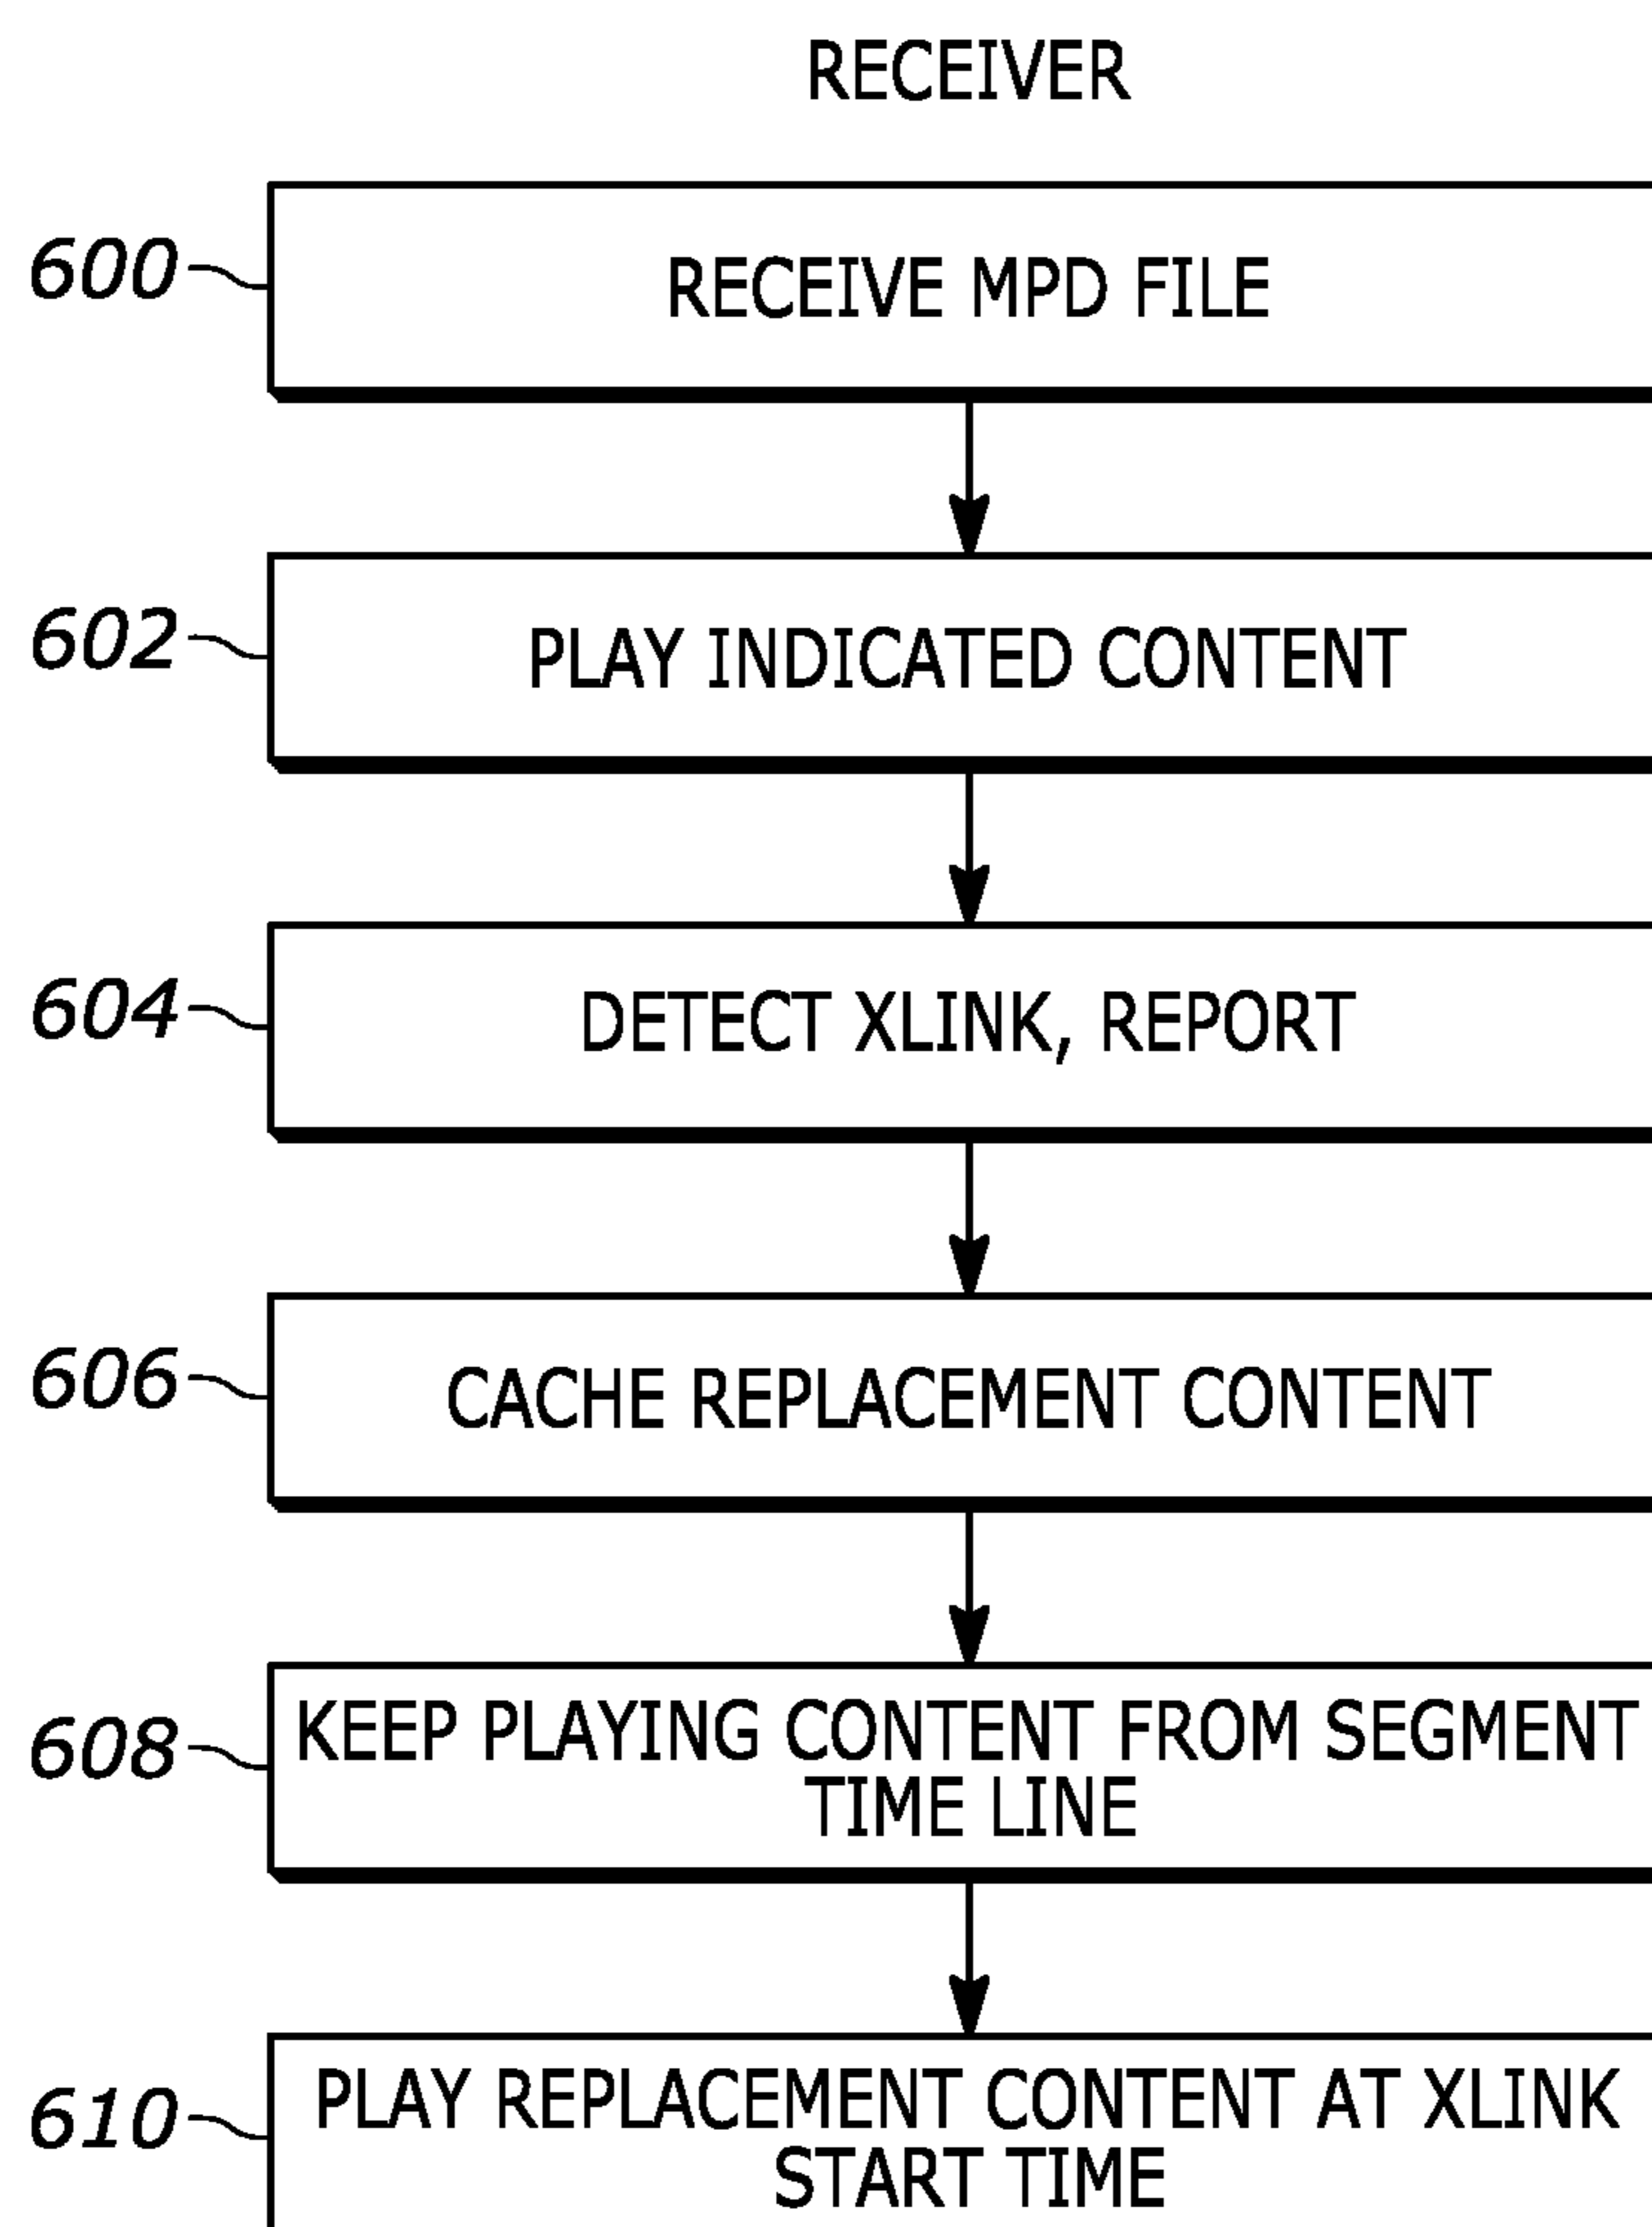 RECEIVER
600
RECEIVE MPD FILE
602
PLAY INDICATED CONTENT
604
DETECT XLINK, REPORT
606
CACHE REPLACEMENT CONTENT
608
KEEP PLAYING CONTENT FROM SEGMENT
TIME LINE
610
PLAY REPLACEMENT CONTENT AT XLINK
START TIME